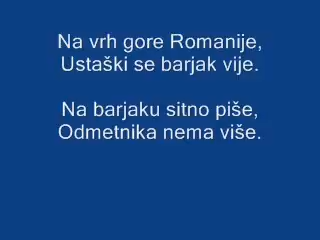 Na vrh gore Romanije,
Ustaški se barjak vije.
Na barjaku sitno piše,
Odmetnika nema više.